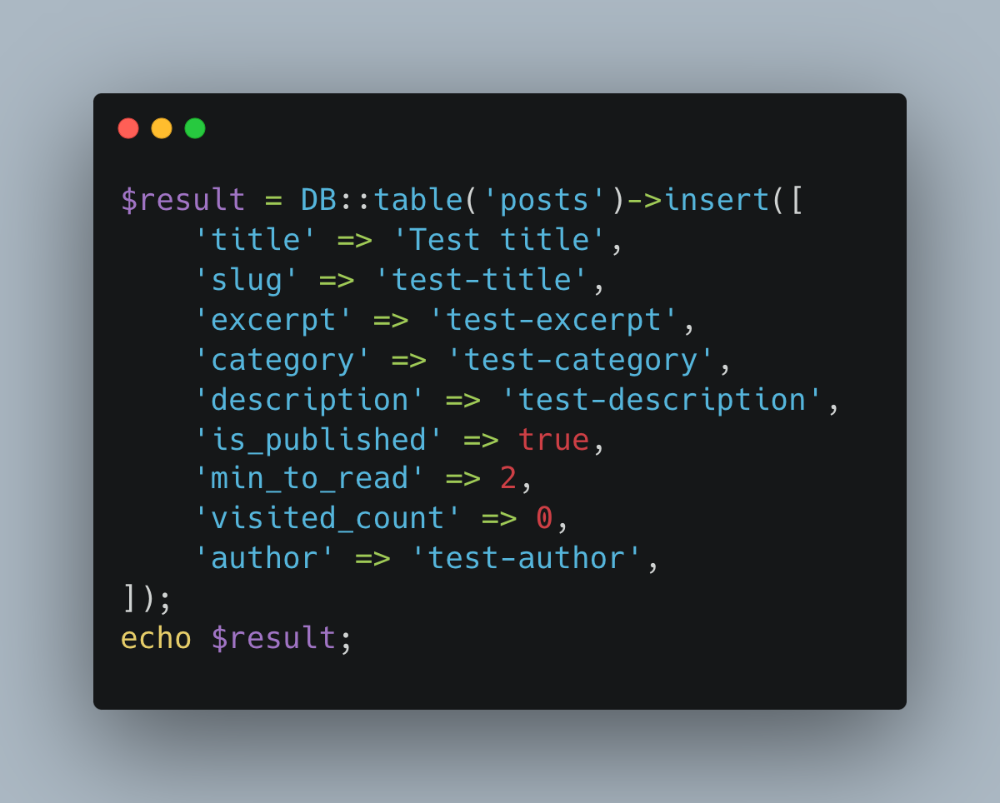 $result = DB::table('posts')->insert([
    'title' => 'Test title',
    'slug' => 'test-title',
    'excerpt' => 'test-excerpt',
    'category' => 'test-category',
    'description' => 'test-description',
    'is_published' => true,
    'min_to_read' => 2,
    'visited_count' => 0,
    'author' => 'test-author',
]);
echo $result;